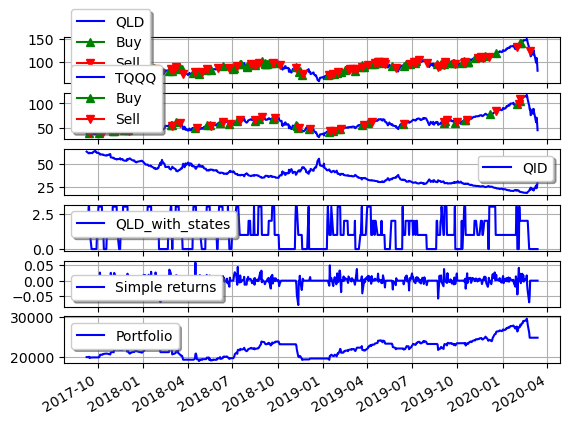 QLD
Buy
Sell
150
100
TQQQ
Buy
Sell
100
50
QID
50
25
QLD_with_states
2.5
0.0
Simple returns
0.05
0.00
−0.05
Portfolio
30000
20000
2017-10
2018-01
2018-04
2018-07
2018-10
2019-01
2019-04
2019-07
2019-10
2020-01
2020-04